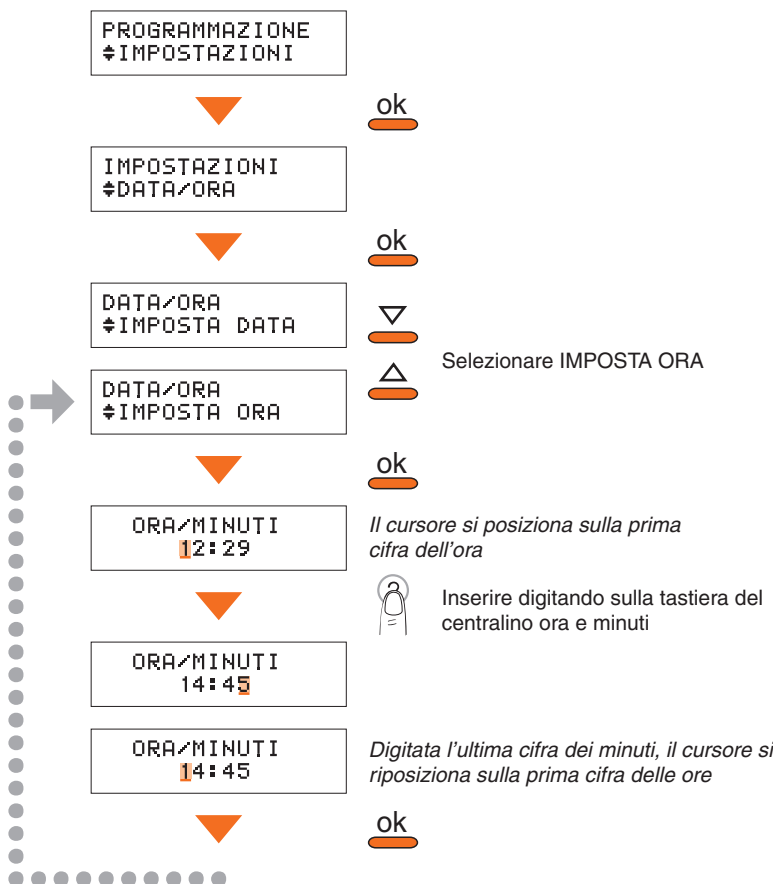 PROGRAMMAZIONE
IMPOSTAZIONI
ok
IMPOSTAZIONI
DATA/ORA
ok
DATA/ORA
IMPOSTA DATA
Selezionare IMPOSTA ORA
DATA/ORA
IMPOSTA ORA
ok
ORA/MINUTI
12:29
Il cursore si posiziona sulla prima
cifra dell'ora
Inserire digitando sulla tastiera del
centralino ora e minuti
ORA/MINUTI
14:45
ORA/MINUTI
14:45
Digitata l'ultima cifra dei minuti, il cursore si
riposiziona sulla prima cifra delle ore
ok